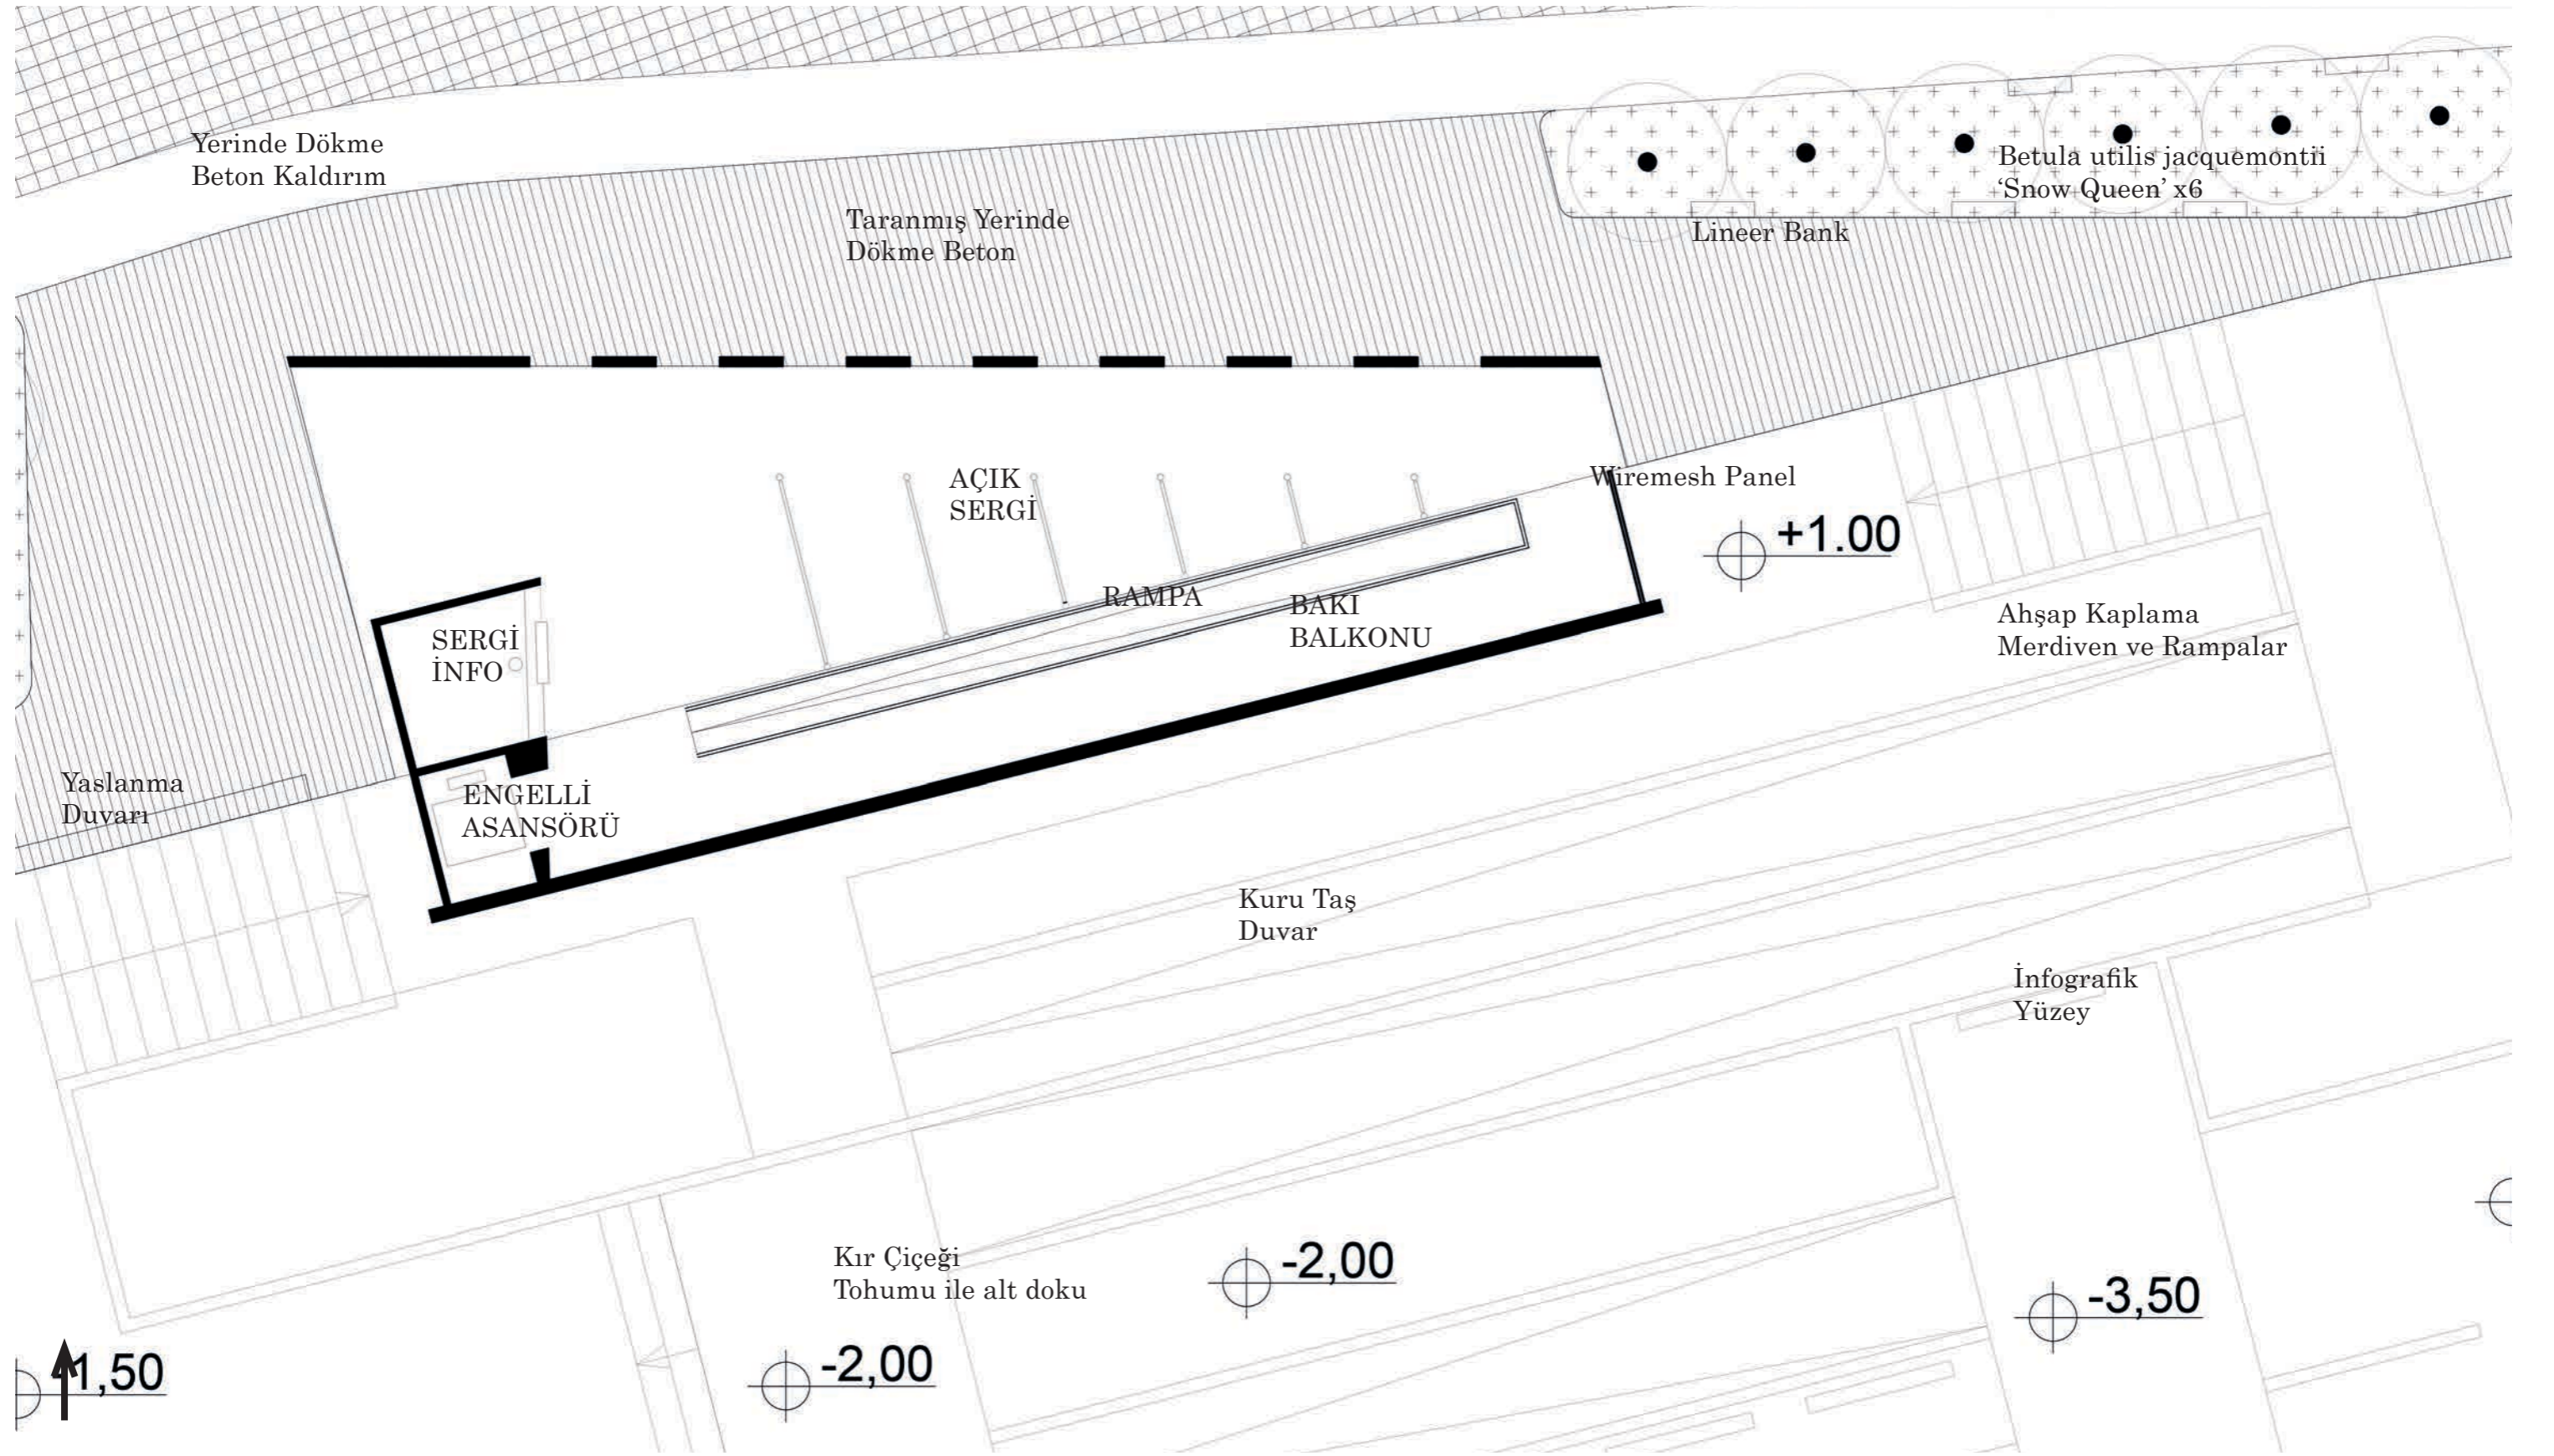 Yerinde Dökme
Beton Kaldırım
Betula utilis jacquemontii
‘Snow Queen’ x6
Taranmış Yerinde
Dökme Beton
Lineer Bank
AÇIK
SERGİ
Wiremesh Panel
+1.00
RAMPA
BAKI
BALKONU
Ahşap Kaplama
Merdiven ve Rampalar
SERGİ
İNFO
Yaslanma
Duvarı
ENGELLİ
ASANSÖRÜ
Kuru Taş
Duvar
İnfografik
Yüzey
Kır Çiçeği
Tohumu ile alt doku
-2,00
-3,50
-2,00
1,50